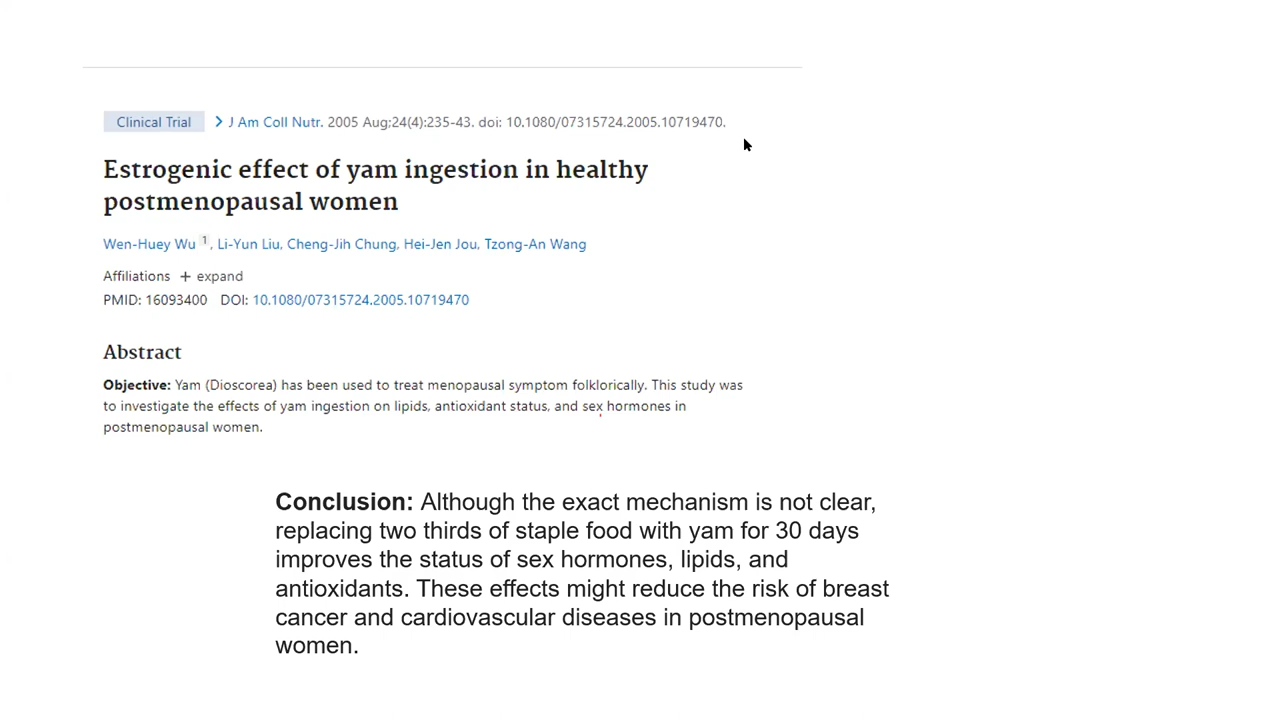 Clinical Trial > J Am Coll Nutr. 2005 Aug;24(4):235-43. doi: 10.1080/07315724.2005.10719470.
Estrogenic effect of yam ingestion in healthy
postmenopausal women
Wen-Huey Wu 1, Li-Yun Liu, Cheng-Jih Chung, Hei-Jen Jou, Tzong-An Wang
Affiliations + expand
PMID: 16093400 DOI: 10.1080/07315724.2005.10719470
Abstract
Objective: Yam (Dioscorea) has been used to treat menopausal symptom folklorically. This study was
to investigate the effects of yam ingestion on lipids, antioxidant status, and sex hormones in
postmenopausal women.
Conclusion: Although the exact mechanism is not clear,
replacing two thirds of staple food with yam for 30 days
improves the status of sex hormones, lipids, and
antioxidants. These effects might reduce the risk of breast
cancer and cardiovascular diseases in postmenopausal
women.